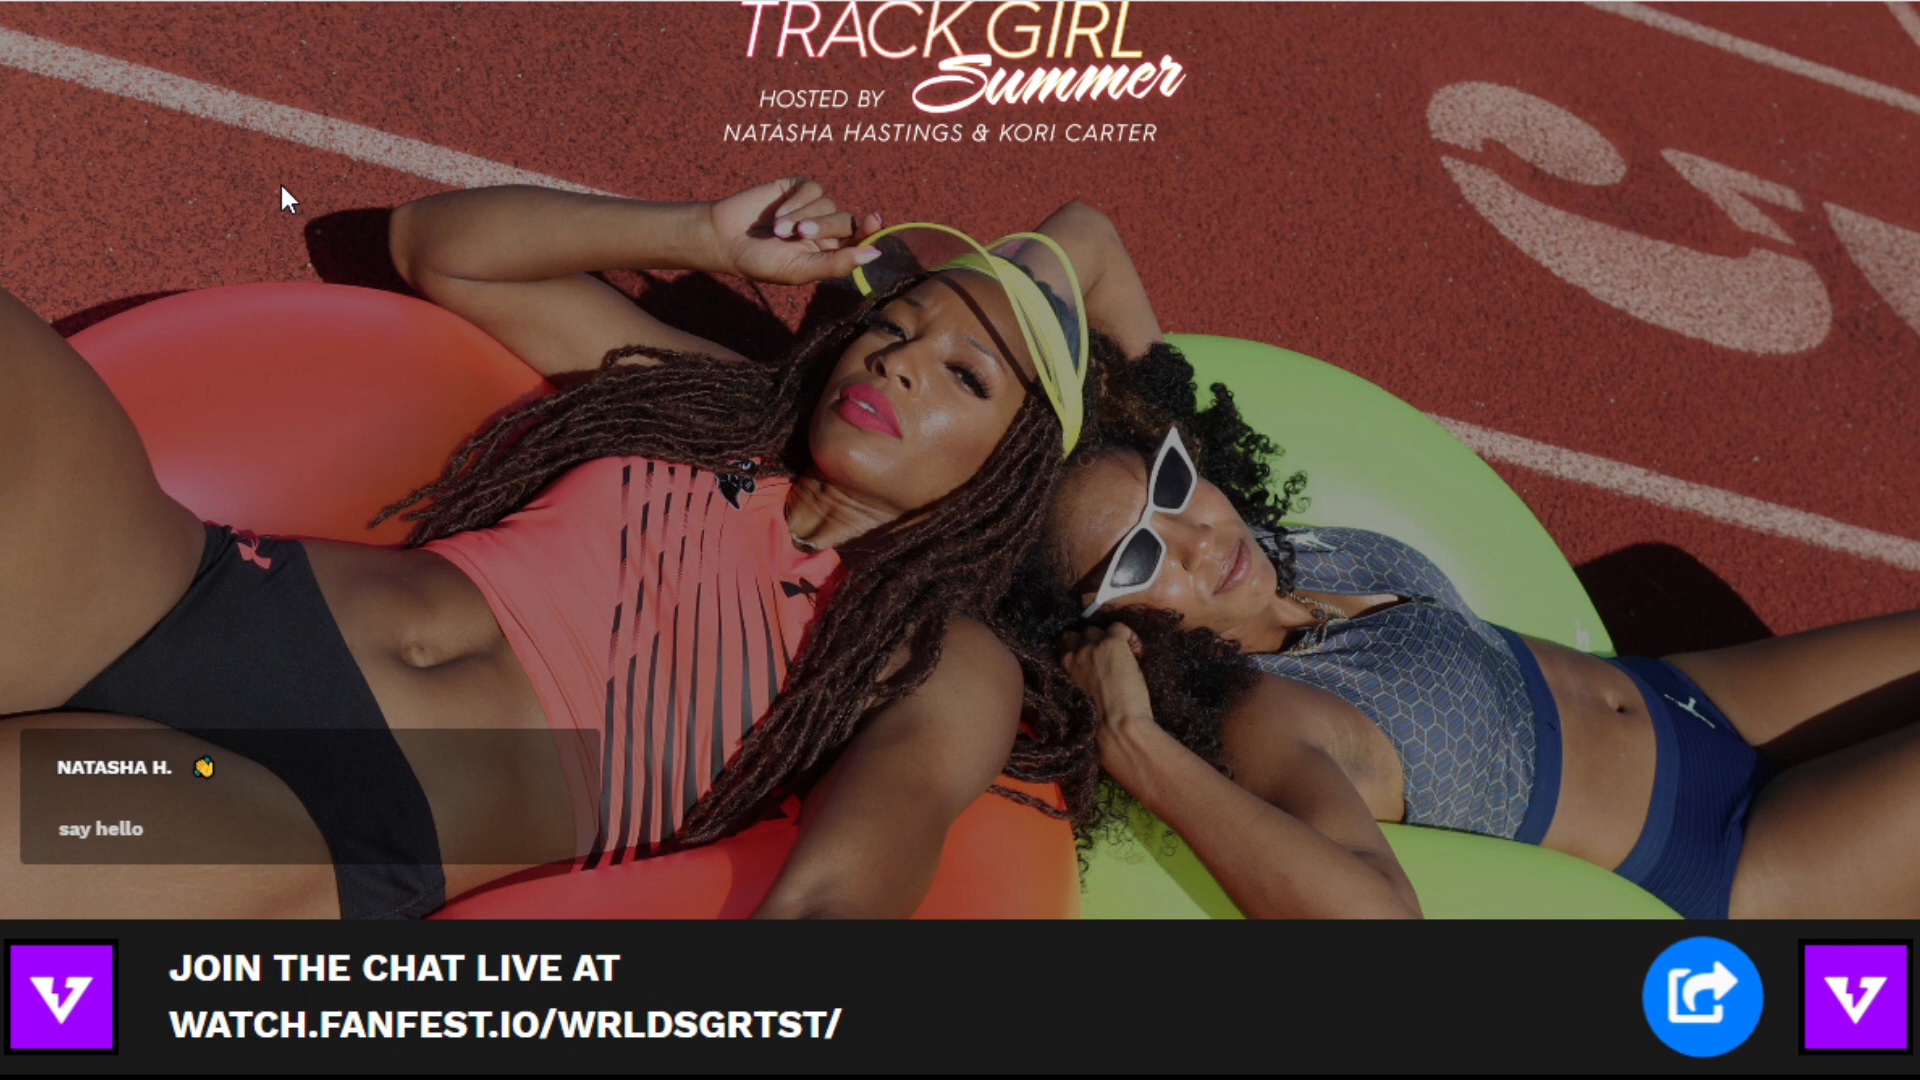 TRACK GIRL
Summer
HOSTED BY
NATASHA HASTINGS & KORI CARTER
NATASHA H. 👏
say hello
JOIN THE CHAT LIVE AT
WATCH.FANFEST.IO/WRLDSGRTST/